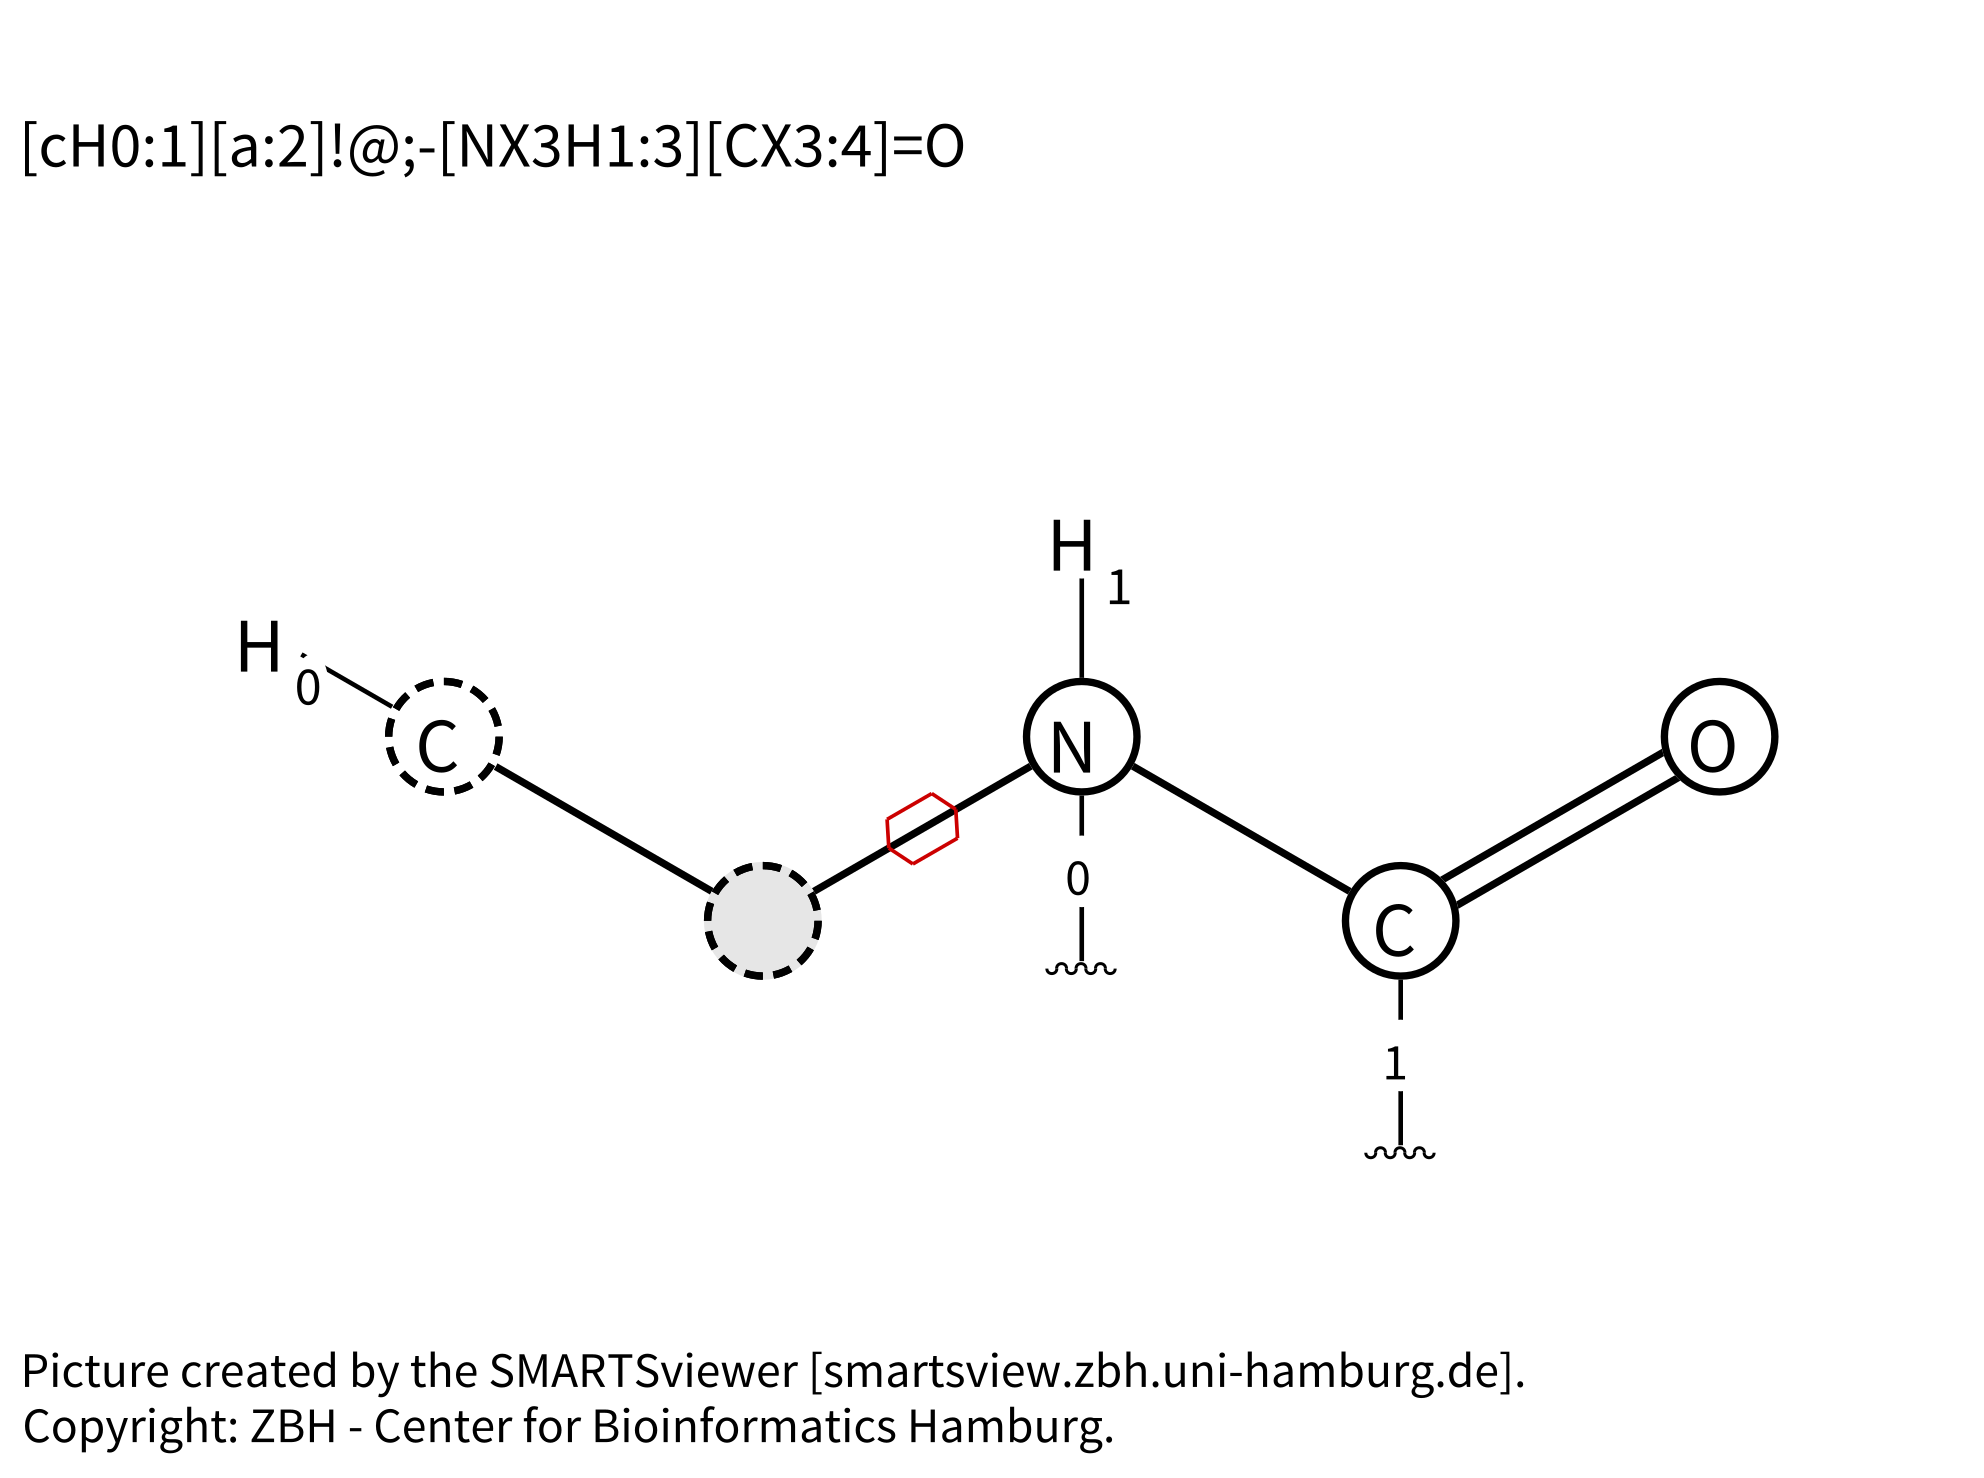 [cH0:1][a:2]!@;-[NX3H1:3][CX3:4]=O
H
1
H
0
C
N
O
0
C
1
Picture created by the SMARTSviewer [smartsview.zbh.uni-hamburg.de].
Copyright: ZBH - Center for Bioinformatics Hamburg.